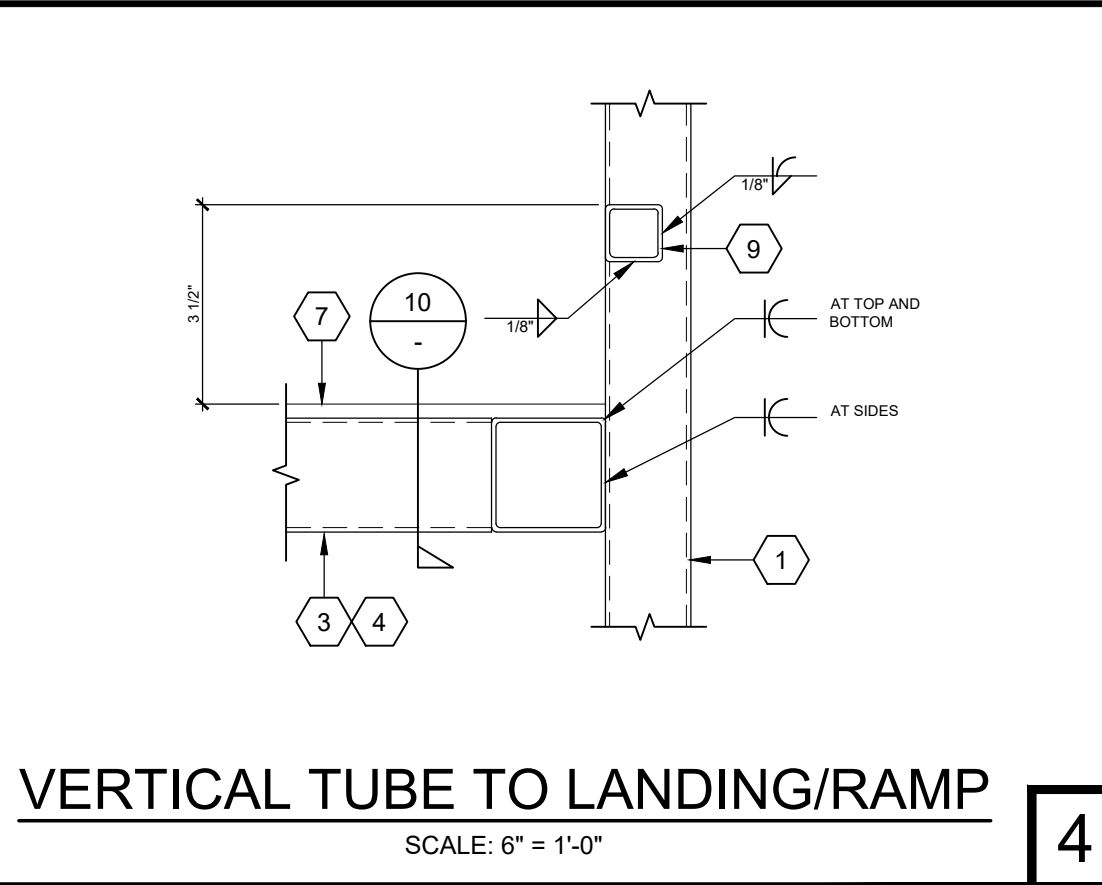 1/8"
9
3 1/2"
7
10
-
1/8"
AT TOP AND
BOTTOM
AT SIDES
1
3
4
VERTICAL TUBE TO LANDING/RAMP
SCALE: 6" = 1'-0"
4